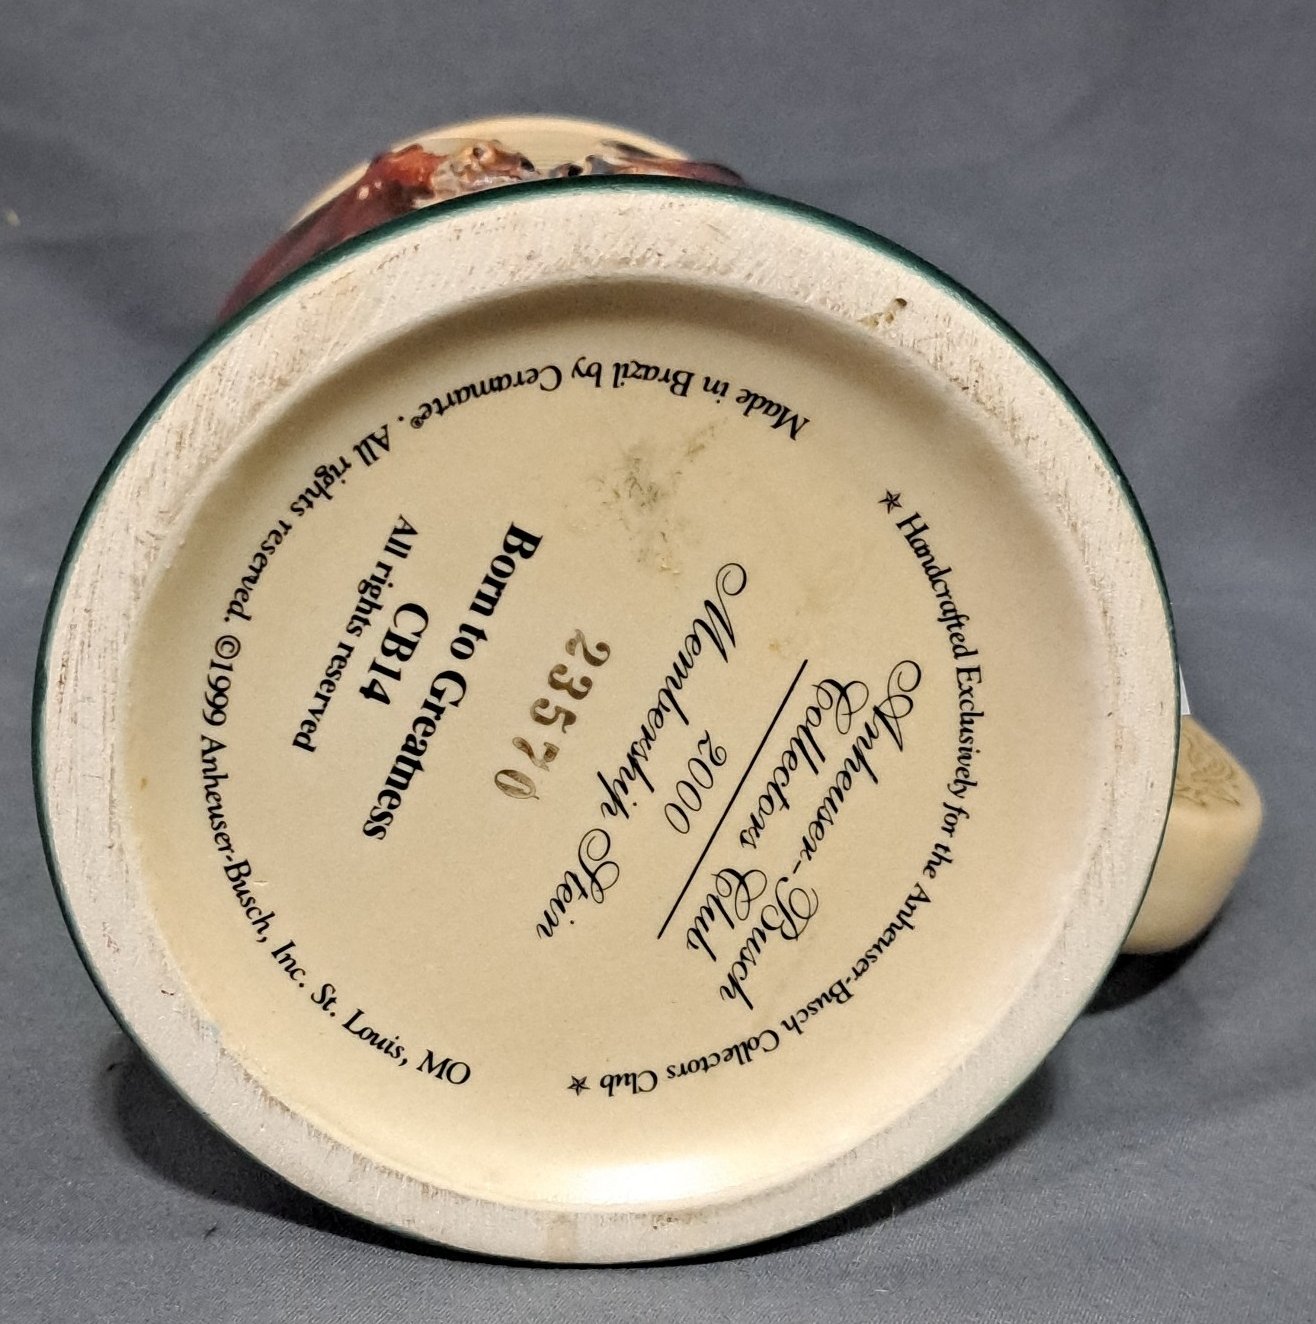 ★ Handcrafted Exclusively for the Anheuser-Busch Collectors Club ★
Anheuser-Busch
Collectors Club
2000
Membership Stein
23570
Born to Greatness
CB14
All rights reserved
Made in Brazil by Ceramarte®. All rights reserved. ©1999 Anheuser-Busch, Inc. St. Louis, MO